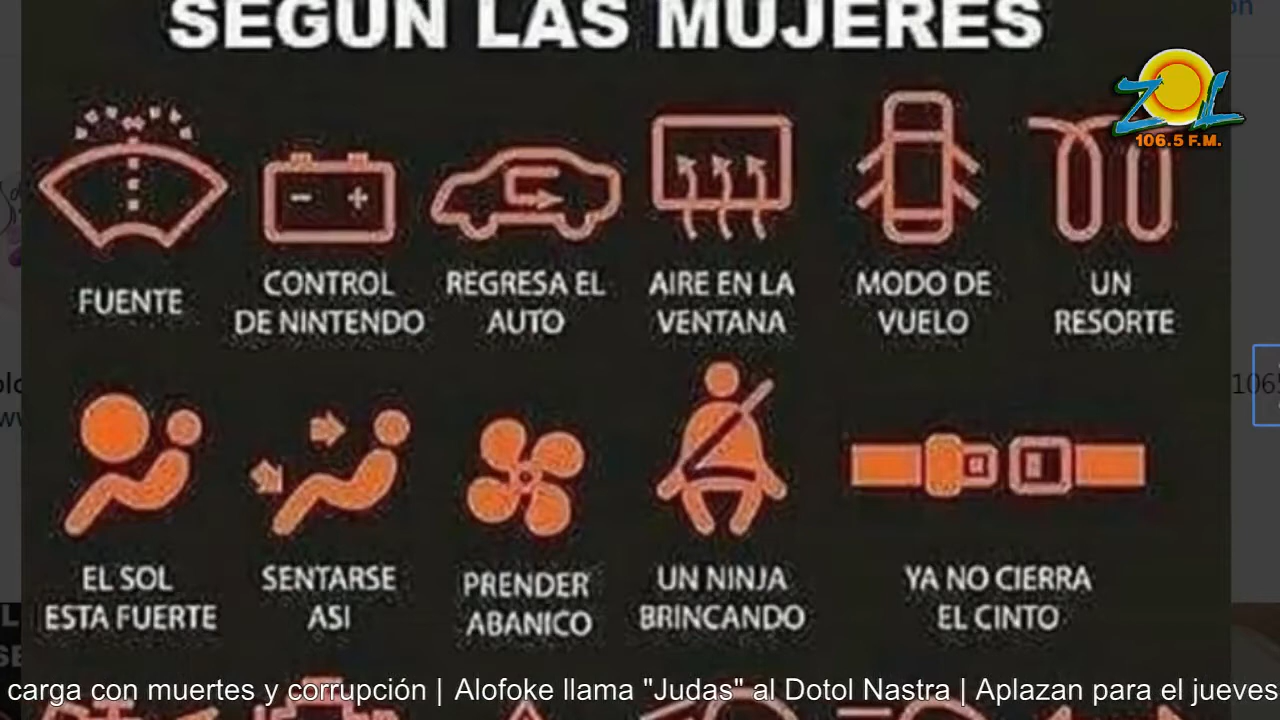 SEGÚN LAS MUJERES
ZOL
106.5 F.M.
FUENTE
CONTROL
DE NINTENDO
REGRESA EL
AUTO
AIRE EN LA
VENTANA
MODO DE
VUELO
UN
RESORTE
EL SOL
ESTA FUERTE
SENTARSE
ASI
PRENDER
ABANICO
UN NINJA
BRINCANDO
YA NO CIERRA
EL CINTO
carga con muertes y corrupción | Alofoke llama "Judas" al Dotol Nastra | Aplazan para el jueves